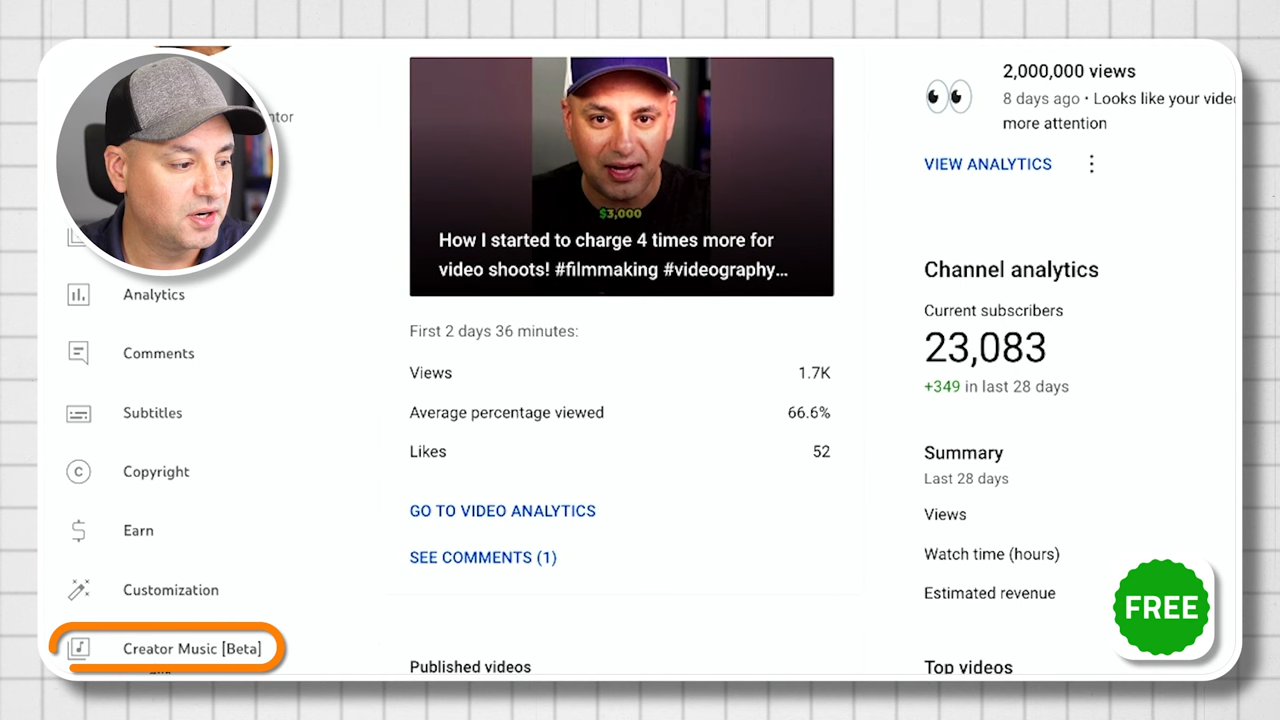 ntor
Analytics
Comments
Subtitles
Copyright
Earn
Customization
Creator Music [Beta]
$3,000
How I started to charge 4 times more for
video shoots! #filmmaking #videography...
First 2 days 36 minutes:
Views 1.7K
Average percentage viewed 66.6%
Likes 52
GO TO VIDEO ANALYTICS
SEE COMMENTS (1)
Published videos
2,000,000 views
8 days ago • Looks like your vide
more attention
VIEW ANALYTICS
Channel analytics
Current subscribers
23,083
+349 in last 28 days
Summary
Last 28 days
Views
Watch time (hours)
Estimated revenue
FREE
Top videos